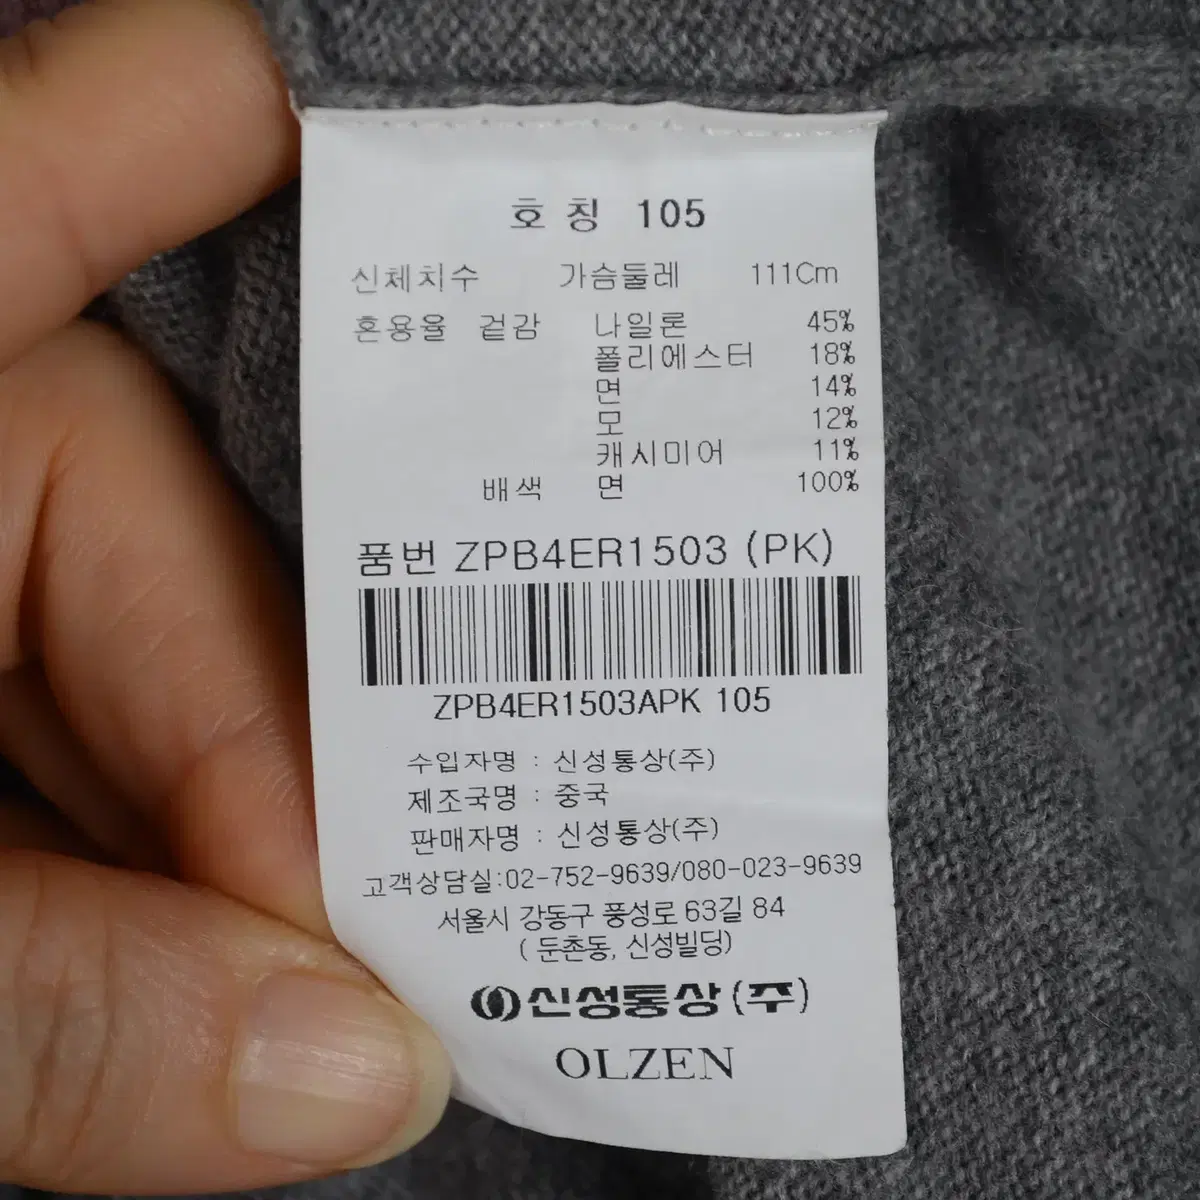 호 칭 105
신체치수 가슴둘레 111Cm
혼용율 겉감 나일론 45%
폴리에스터 18%
면 14%
모 12%
캐시미어 11%
배색 면 100%
품번 ZPB4ER1503 (PK)
ZPB4ER1503APK 105
수입자명 : 신성통상(주)
제조국명 : 중국
판매자명 : 신성통상(주)
고객상담실:02-752-9639/080-023-9639
서울시 강동구 풍성로 63길 84
( 둔촌동, 신성빌딩)
신성통상(주)
OLZEN